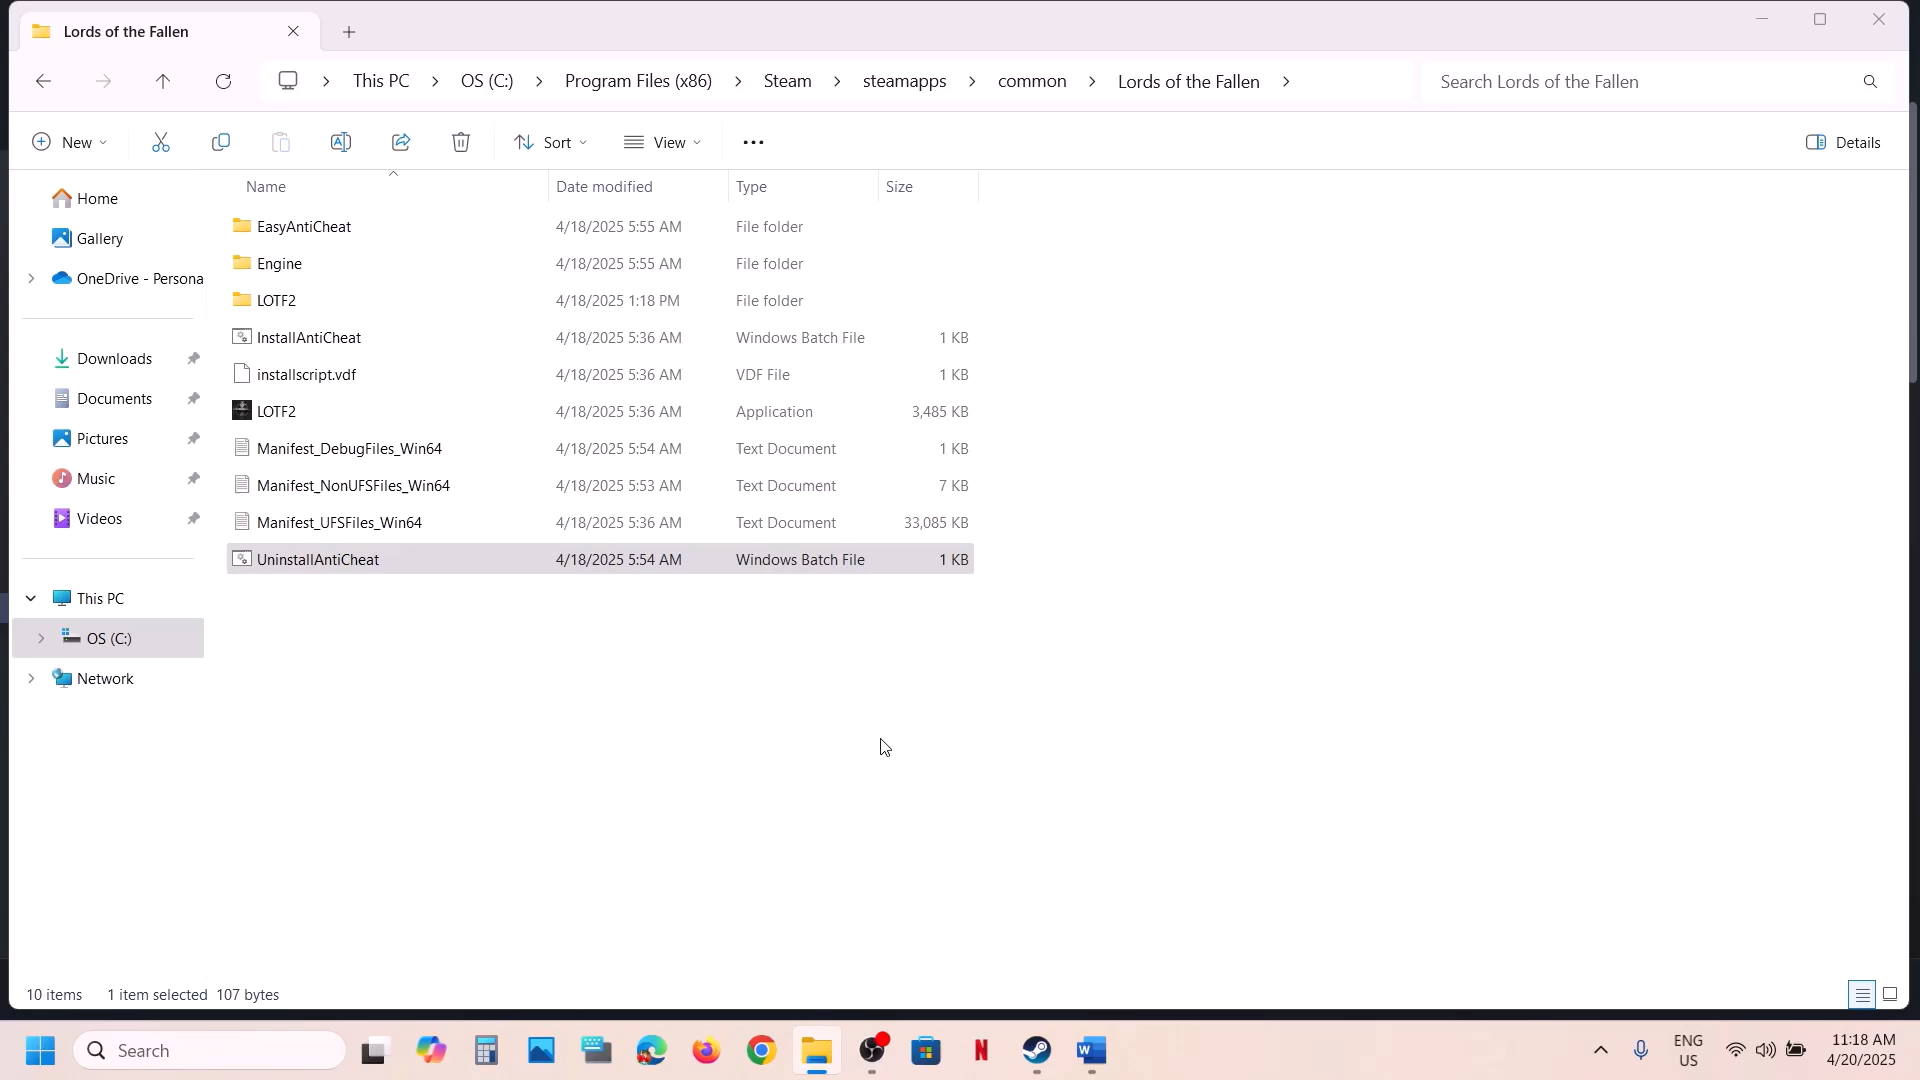 Lords of the Fallen
This PC
OS (C:)
Program Files (x86)
Steam
steamapps
common
Lords of the Fallen
Search Lords of the Fallen
New
Sort
View
Details
Name
Date modified
Type
Size
Home
Gallery
OneDrive - Persona
Downloads
Documents
Pictures
Music
Videos
This PC
OS (C:)
Network
EasyAntiCheat 4/18/2025 5:55 AM File folder
Engine 4/18/2025 5:55 AM File folder
LOTF2 4/18/2025 1:18 PM File folder
InstallAntiCheat 4/18/2025 5:36 AM Windows Batch File 1 KB
installscript.vdf 4/18/2025 5:36 AM VDF File 1 KB
LOTF2 4/18/2025 5:36 AM Application 3,485 KB
Manifest_DebugFiles_Win64 4/18/2025 5:54 AM Text Document 1 KB
Manifest_NonUFSFiles_Win64 4/18/2025 5:53 AM Text Document 7 KB
Manifest_UFSFiles_Win64 4/18/2025 5:36 AM Text Document 33,085 KB
UninstallAntiCheat 4/18/2025 5:54 AM Windows Batch File 1 KB
10 items 1 item selected 107 bytes
Search
ENG
US
11:18 AM
4/20/2025